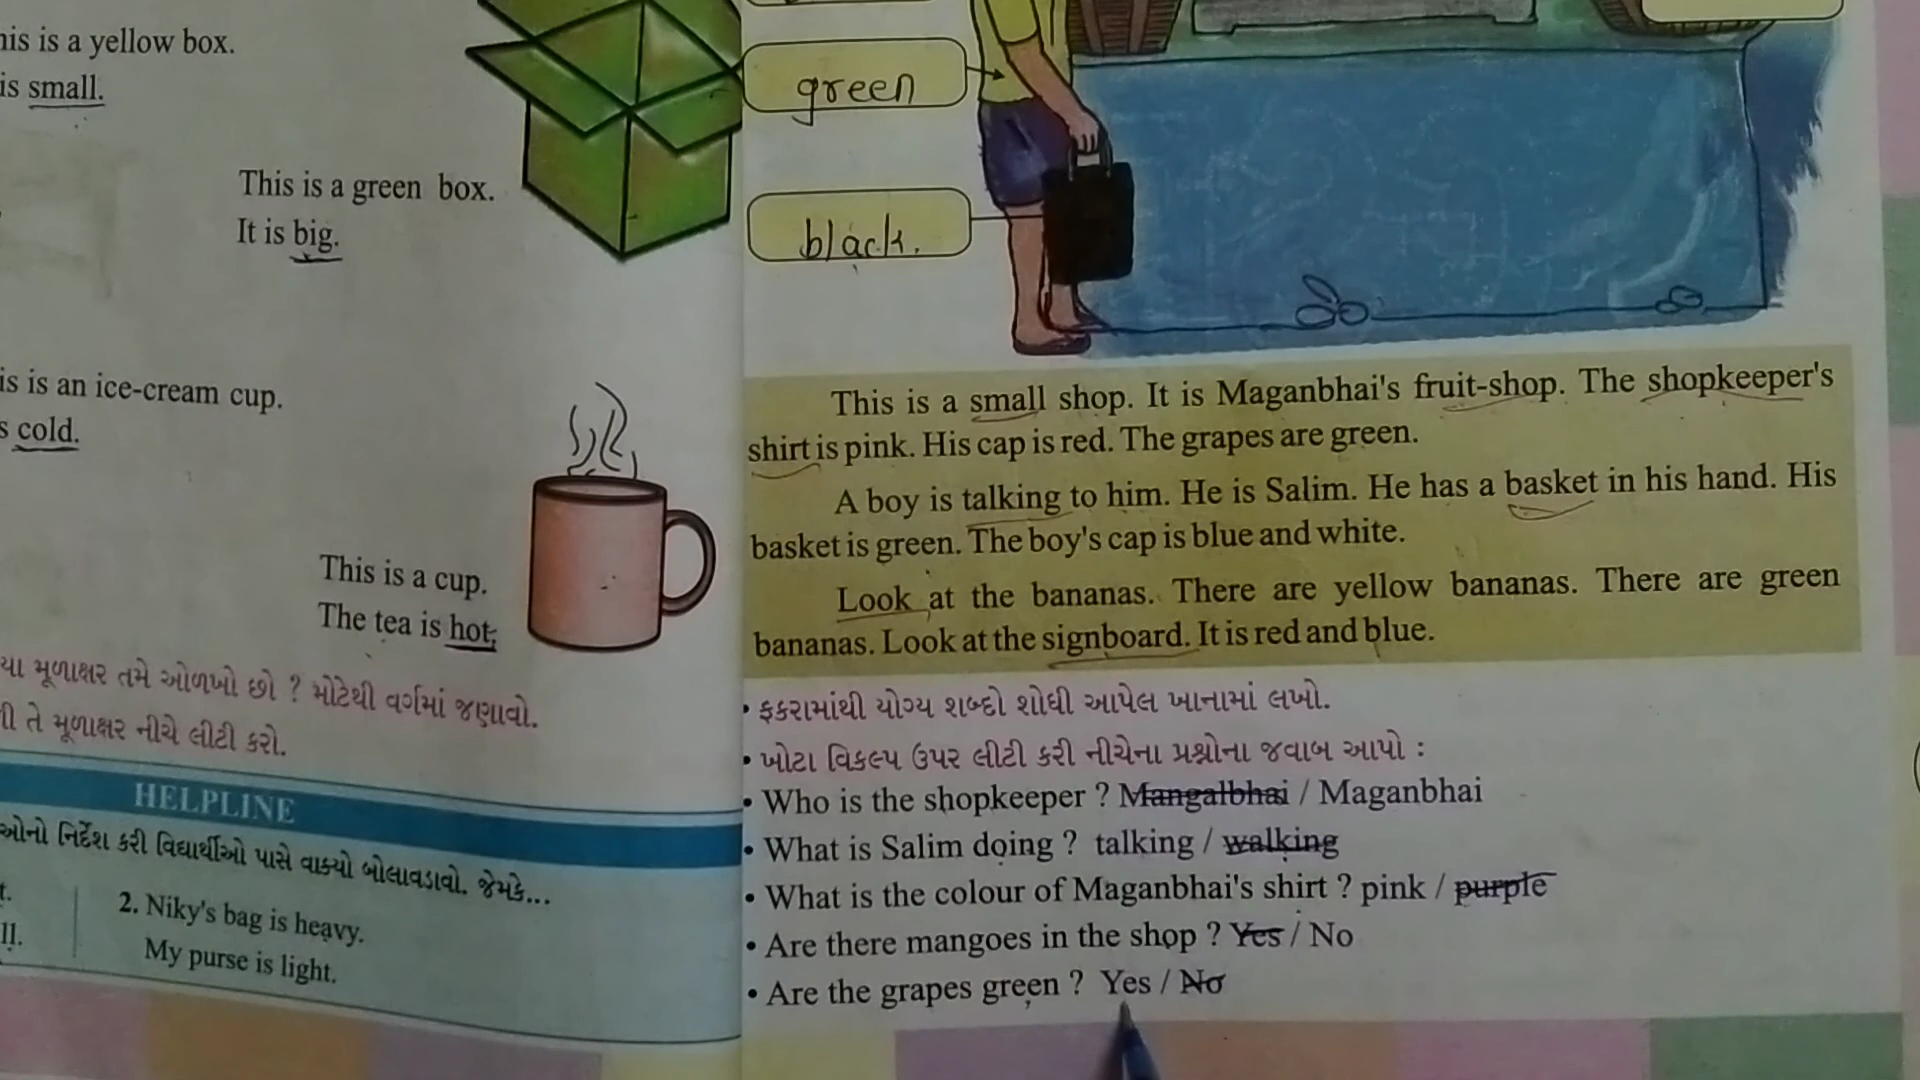 his is a yellow box.
is small.
This is a green box.
It is big.
is is an ice-cream cup.
s cold.
This is a cup.
The tea is hot.
યા મૂળાક્ષર તમે ઓળખો છો ? મોટેથી વર્ગમાં જણાવો.
ી તે મૂળાક્ષર નીચે લીટી કરો.
HELPLINE
ઓનો નિર્દેશ કરી વિદ્યાર્થીઓ પાસે વાક્યો બોલાવડાવો. જેમકે...
t.
ll.
2. Niky's bag is heavy.
My purse is light.
green
black.
This is a small shop. It is Maganbhai's fruit-shop. The shopkeeper's
shirt is pink. His cap is red. The grapes are green.
A boy is talking to him. He is Salim. He has a basket in his hand. His
basket is green. The boy's cap is blue and white.
Look at the bananas. There are yellow bananas. There are green
bananas. Look at the signboard. It is red and blue.
• ફકરામાંથી યોગ્ય શબ્દો શોધી આપેલ ખાનામાં લખો.
• ખોટા વિકલ્પ ઉપર લીટી કરી નીચેના પ્રશ્નોના જવાબ આપો :
• Who is the shopkeeper ? Mangalbhai / Maganbhai
• What is Salim doing ? talking / walking
• What is the colour of Maganbhai's shirt ? pink / purple
• Are there mangoes in the shop ? Yes / No
• Are the grapes green ? Yes / No